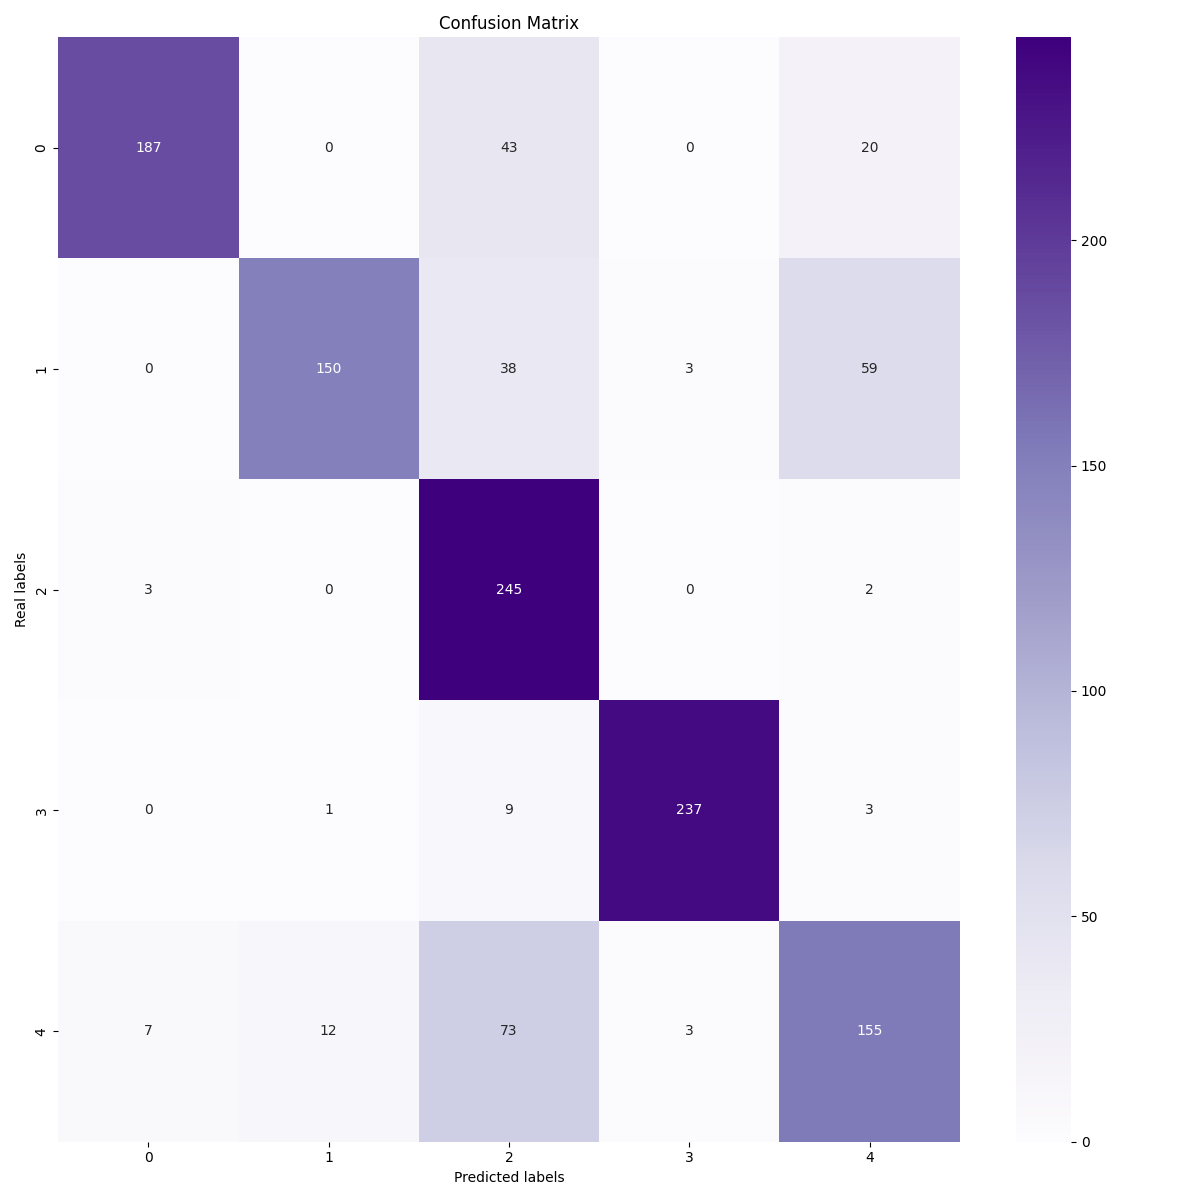 Confusion Matrix
0 187 0 43 0 20
200
1 0 150 38 3 59
150
Real labels
2 3 0 245 0 2
100
3 0 1 9 237 3
50
4 7 12 73 3 155
0
0 1 2 3 4
Predicted labels